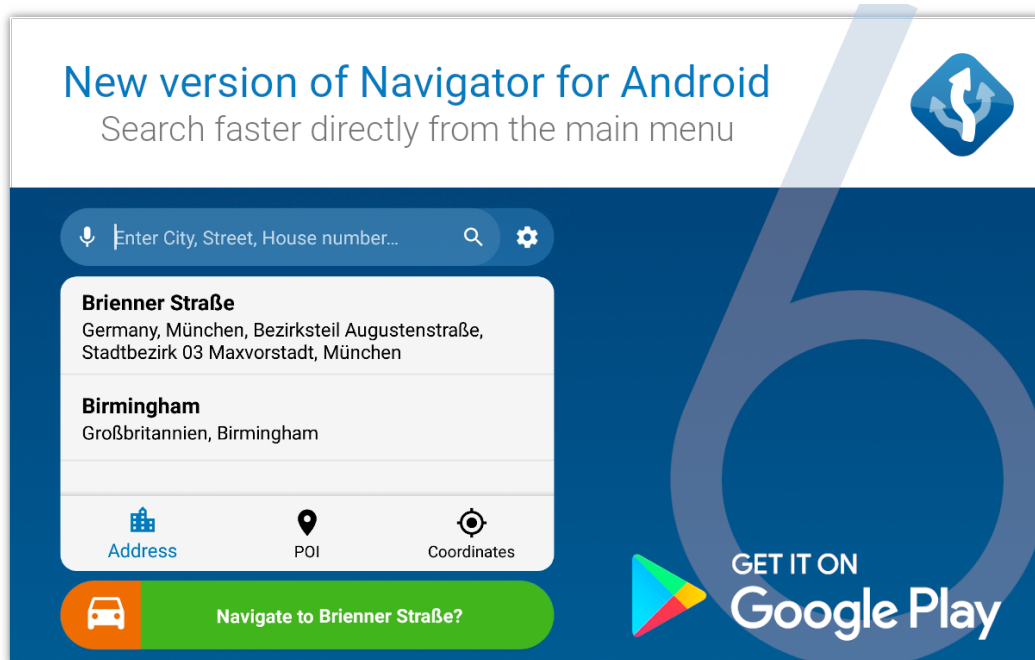 New version of Navigator for Android
Search faster directly from the main menu
6
Enter City, Street, House number...
Brienner Straße
Germany, München, Bezirksteil Augustenstraße,
Stadtbezirk 03 Maxvorstadt, München
Birmingham
Großbritannien, Birmingham
Address
POI
Coordinates
Navigate to Brienner Straße?
GET IT ON
Google Play